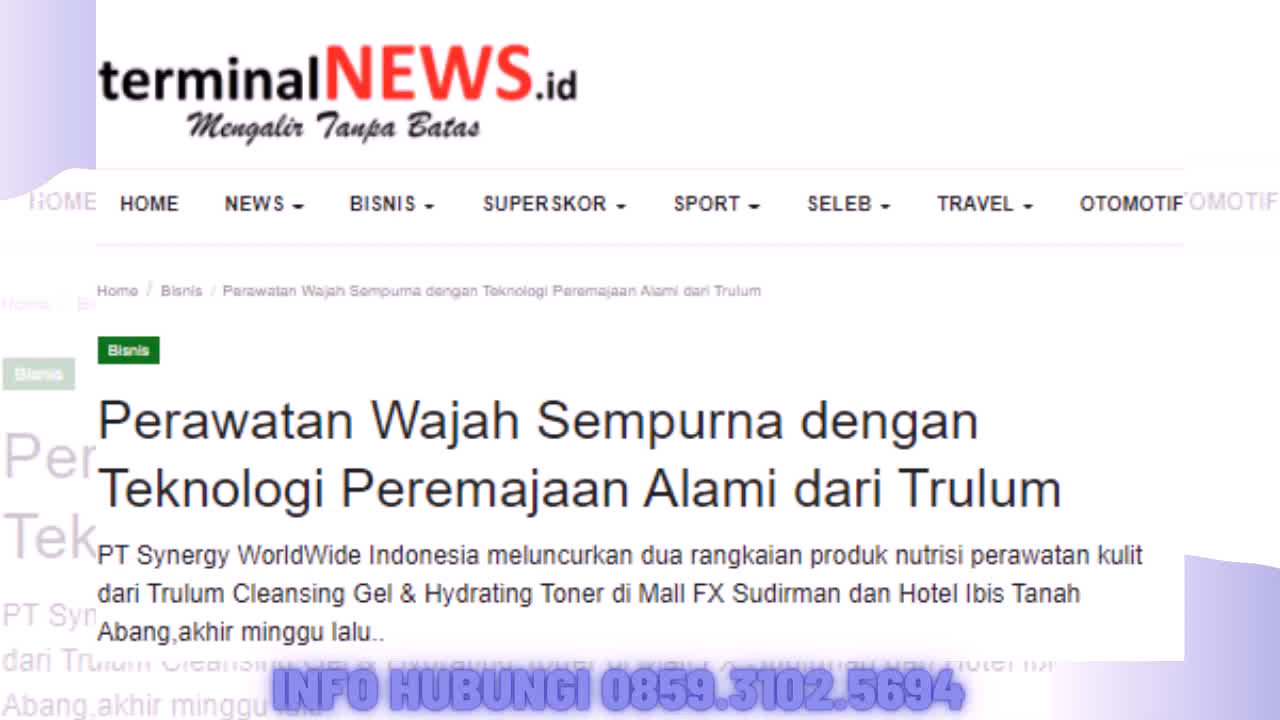 terminalNEWS.id
Mengalir Tanpa Batas
HOME NEWS BISNIS SUPERSKOR SPORT SELEB TRAVEL OTOMOTIF
Home / Bisnis / Perawatan Wajah Sempurna dengan Teknologi Peremajaan Alami dari Trulum
Bisnis
Perawatan Wajah Sempurna dengan
Teknologi Peremajaan Alami dari Trulum
PT Synergy WorldWide Indonesia meluncurkan dua rangkaian produk nutrisi perawatan kulit
dari Trulum Cleansing Gel & Hydrating Toner di Mall FX Sudirman dan Hotel Ibis Tanah
Abang,akhir minggu lalu..
INFO HUBUNGI 0859.3102.5694